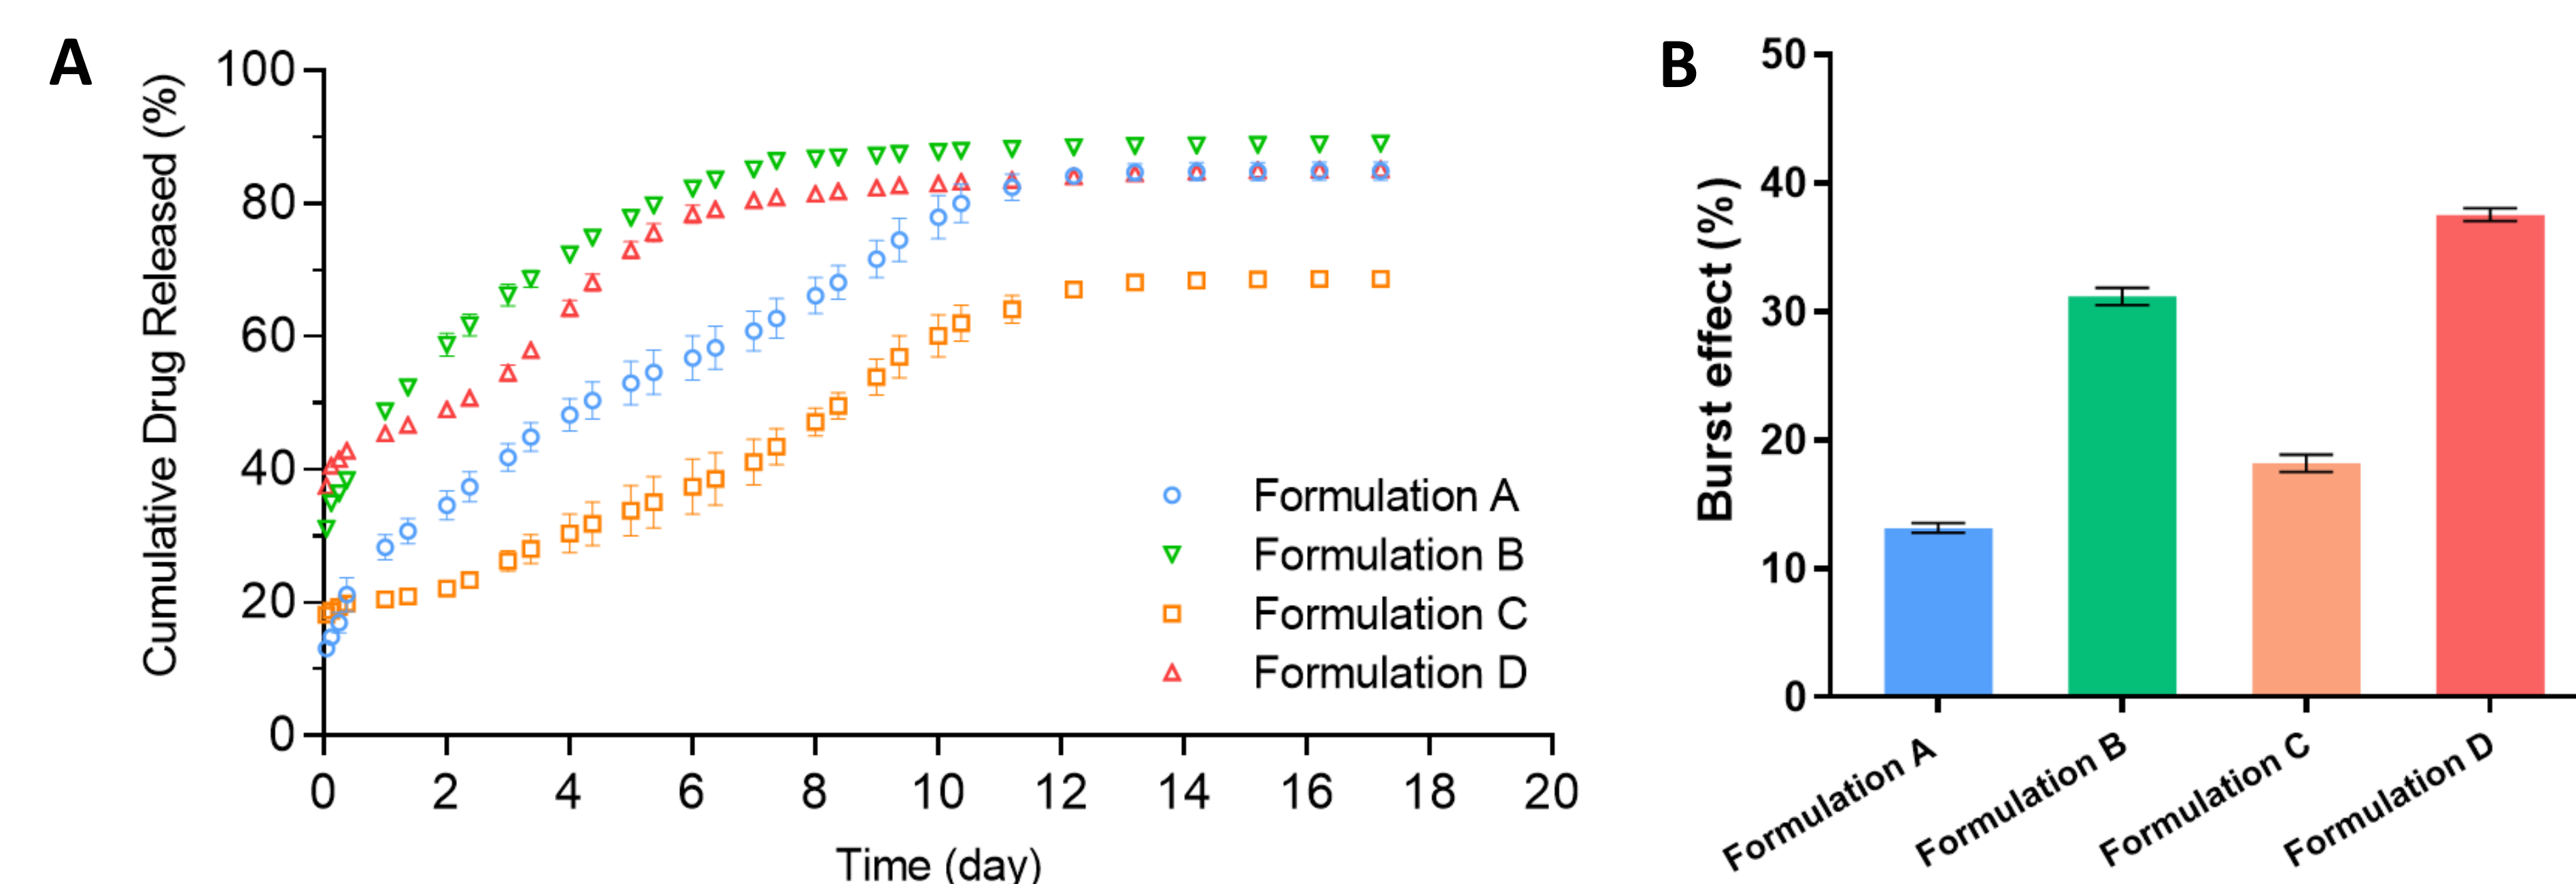 A
Cumulative Drug Released (%)
100
80
60
40
20
0
0 2 4 6 8 10 12 14 16 18 20
Time (day)
Formulation A
Formulation B
Formulation C
Formulation D
B
Burst effect (%)
50
40
30
20
10
0
Formulation A
Formulation B
Formulation C
Formulation D